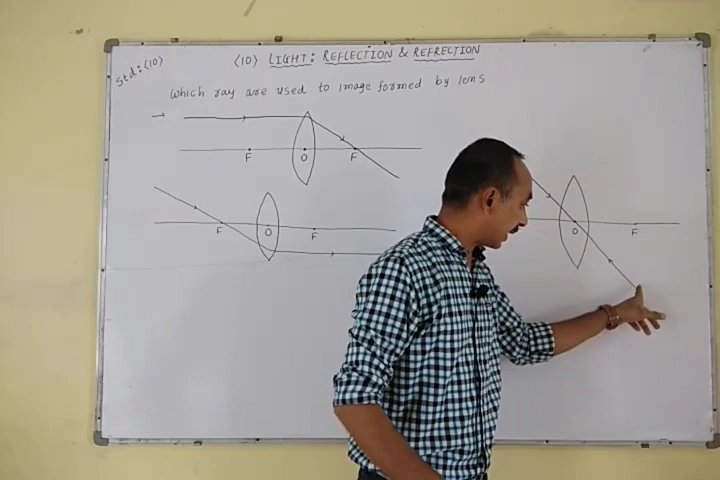 Std:(10)
(10) LIGHT: REFLECTION & REFRECTION
which ray are used to image formed by lens
F O F
F O F
O F